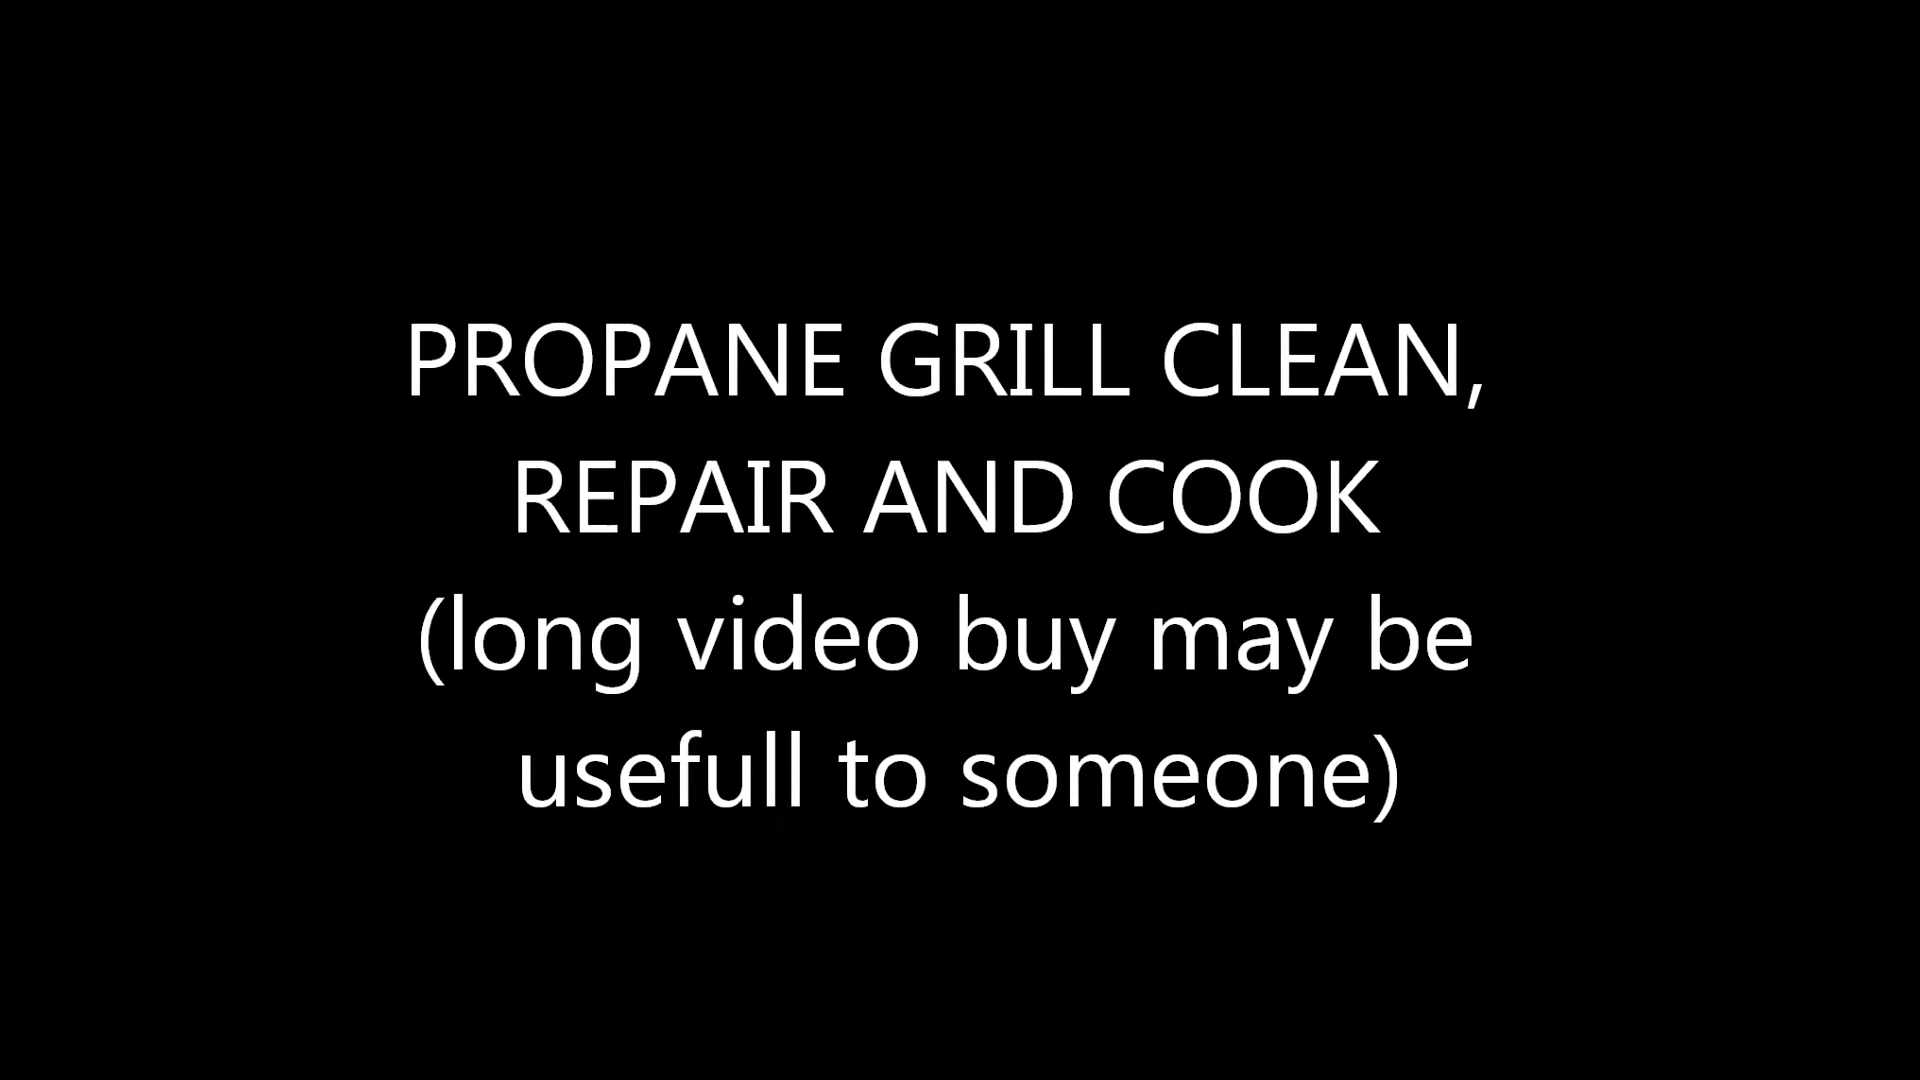 PROPANE GRILL CLEAN,
REPAIR AND COOK
(long video buy may be
usefull to someone)